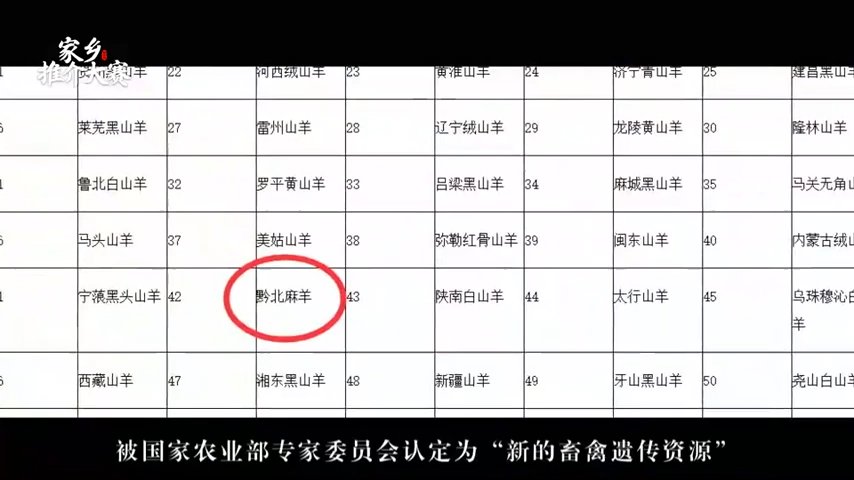 家乡
推介大赛
22 河西绒山羊 23 黄淮山羊 24 济宁青山羊 25 建昌黑山
6 莱芜黑山羊 27 雷州山羊 28 辽宁绒山羊 29 龙陵黄山羊 30 隆林山羊
1 鲁北白山羊 32 罗平黄山羊 33 吕梁黑山羊 34 麻城黑山羊 35 马关无角山
6 马头山羊 37 美姑山羊 38 弥勒红骨山羊 39 闽东山羊 40 内蒙古绒山
1 宁蒗黑头山羊 42 黔北麻羊 43 陕南白山羊 44 太行山羊 45 乌珠穆沁白
羊
6 西藏山羊 47 湘东黑山羊 48 新疆山羊 49 牙山黑山羊 50 尧山白山羊
被国家农业部专家委员会认定为“新的畜禽遗传资源”